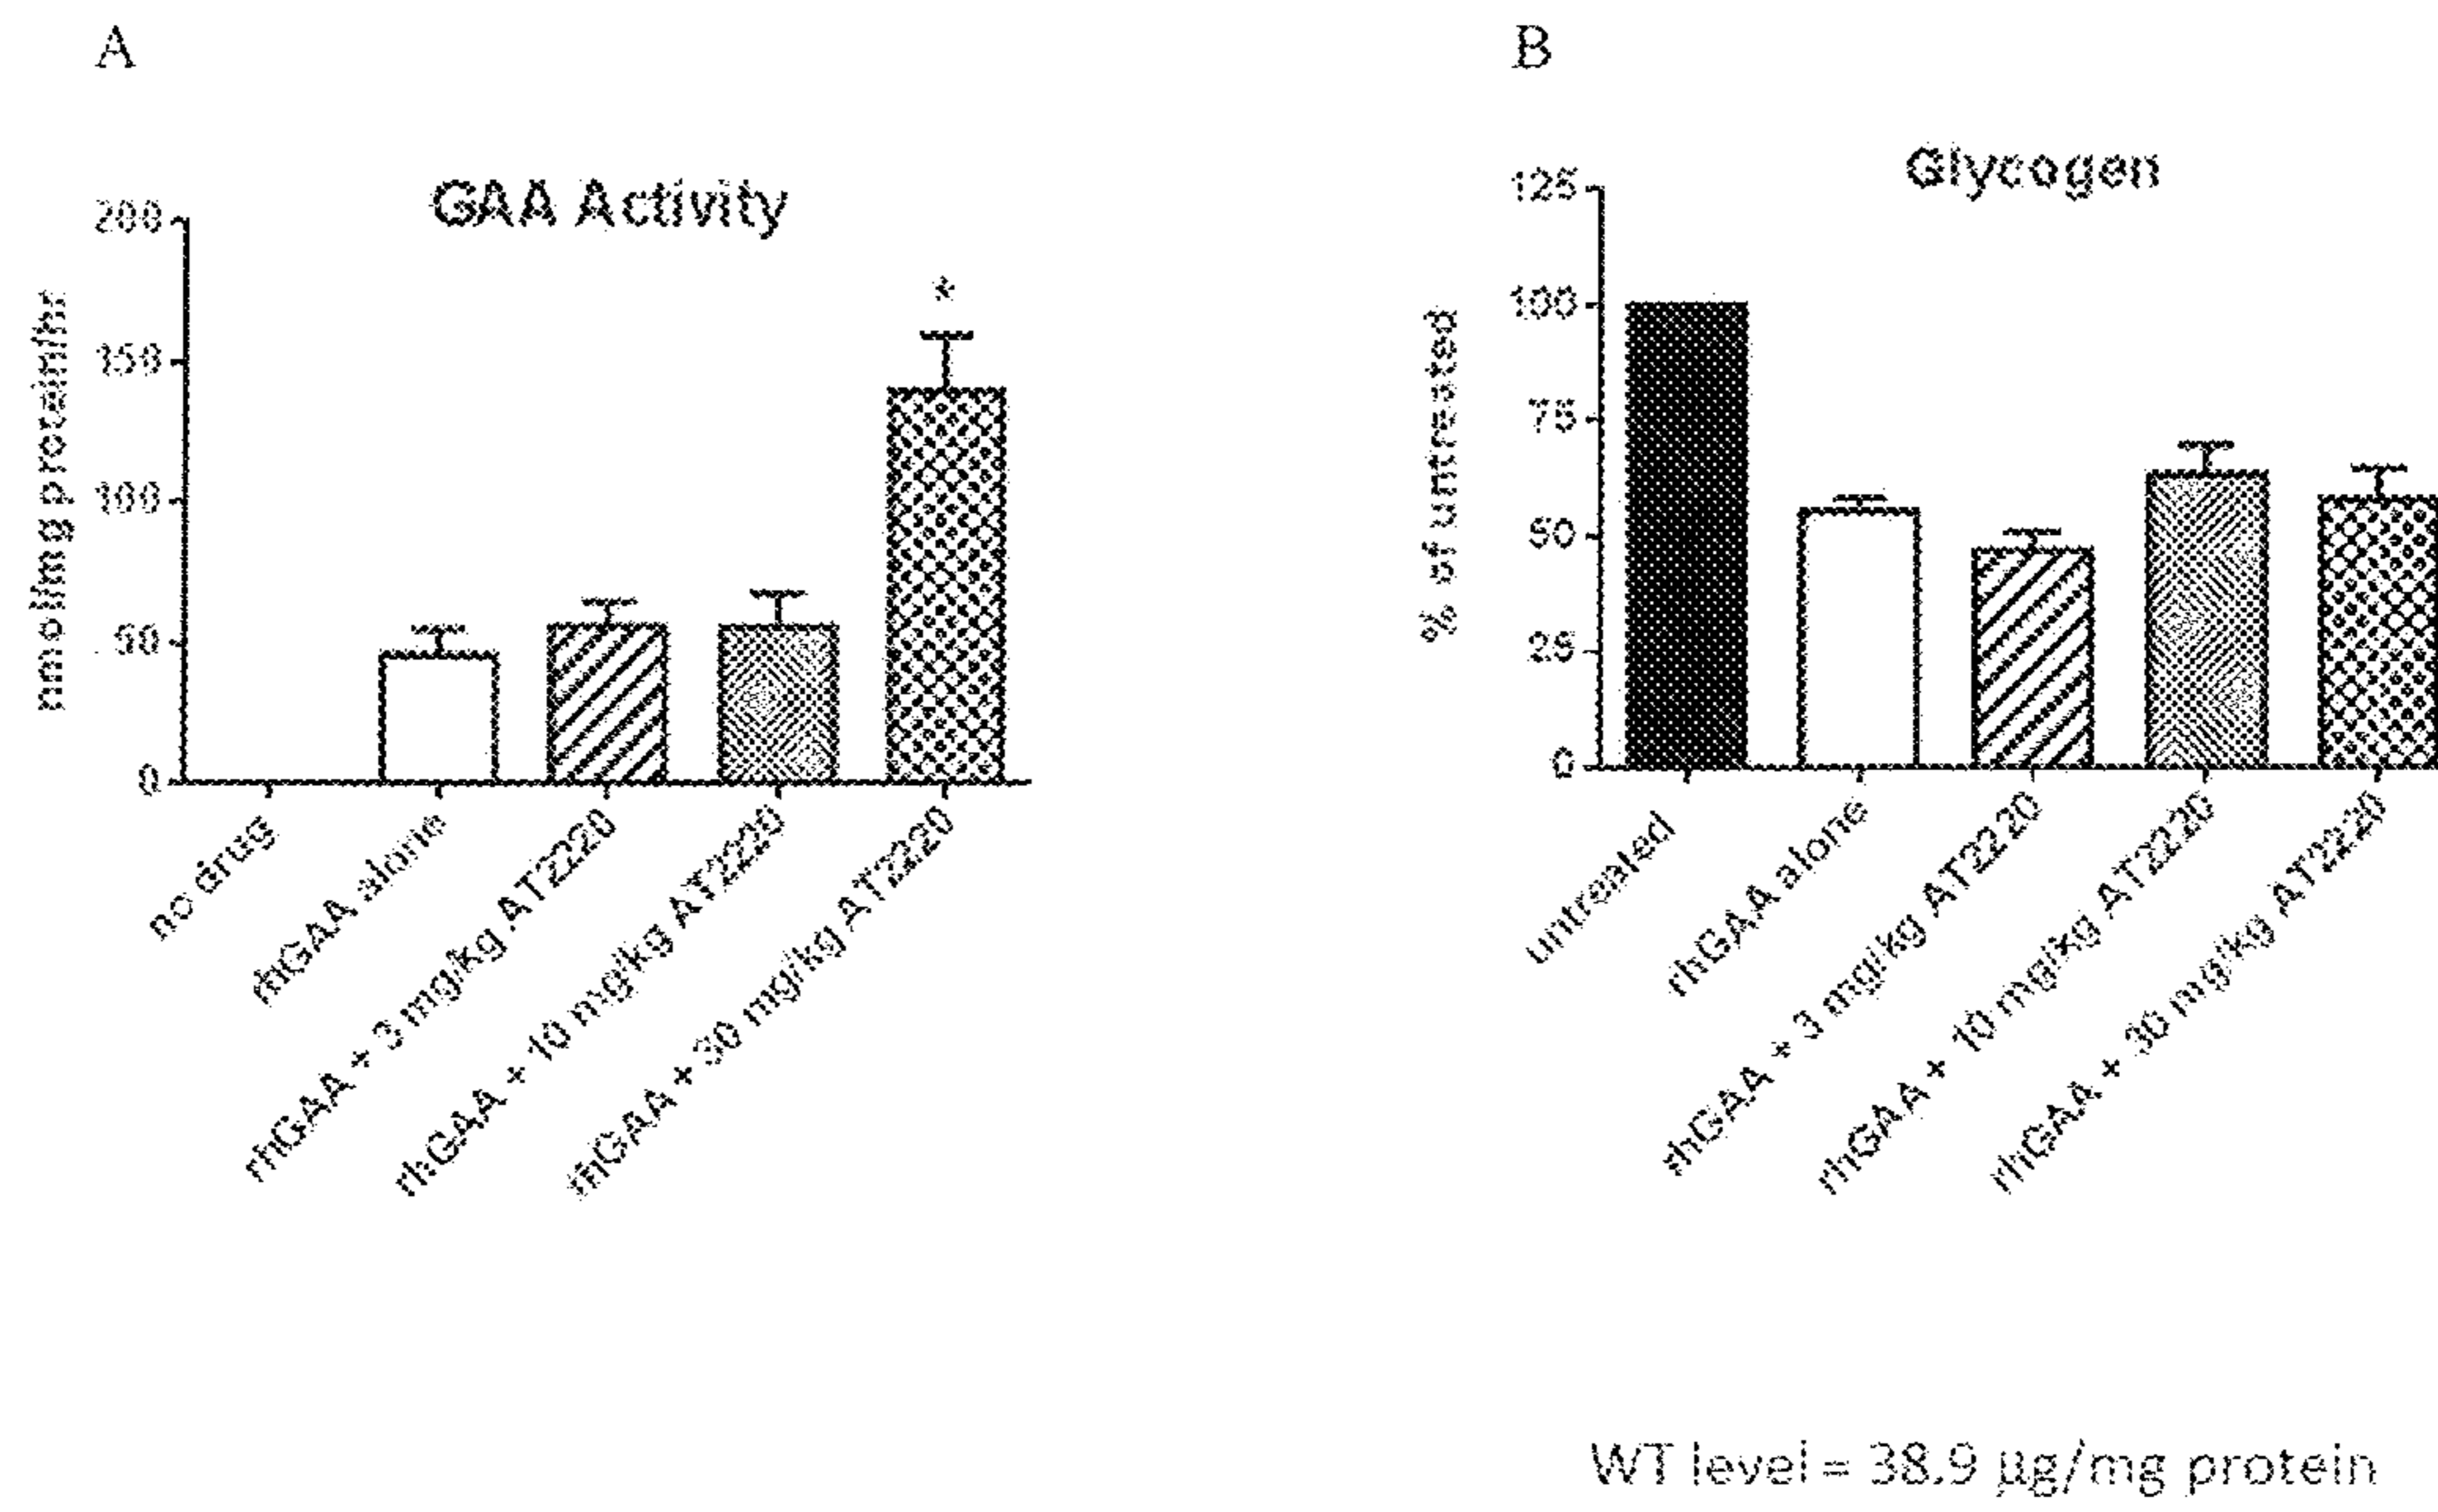 A
GAA Activity
nmol/mg protein/hr
200
150
100
50
0
*
no drug
rhGAA alone
rhGAA + 3 mg/kg AT2220
rhGAA + 10 mg/kg AT2220
rhGAA + 30 mg/kg AT2220
B
Glycogen
% of untreated
125
100
75
50
25
0
untreated
rhGAA alone
rhGAA + 3 mg/kg AT2220
rhGAA + 10 mg/kg AT2220
rhGAA + 30 mg/kg AT2220
WT level = 38.9 µg/mg protein